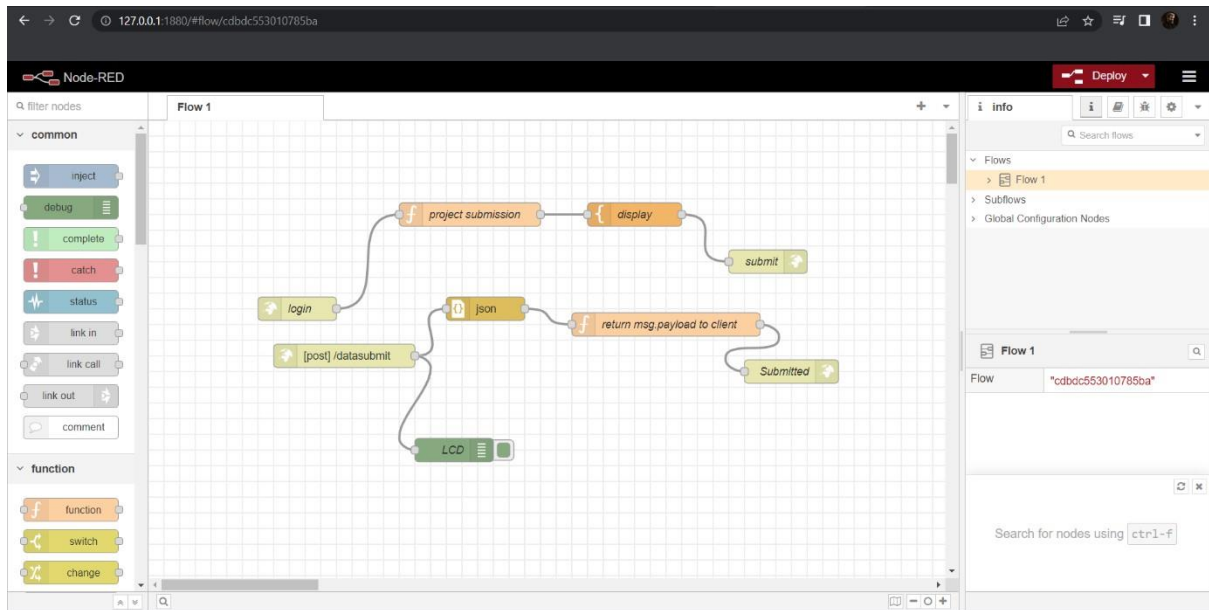 127.0.0.1:1880/#flow/cdbdc553010785ba
Node-RED
Deploy
filter nodes
Flow 1
i info
Search flows
common
inject
debug
complete
catch
status
link in
link call
link out
comment
function
function
switch
change
project submission
display
submit
login
json
return msg.payload to client
[post] /datasubmit
Submitted
LCD
Flows
Flow 1
Subflows
Global Configuration Nodes
Flow 1
Flow "cdbdc553010785ba"
Search for nodes using ctrl-f